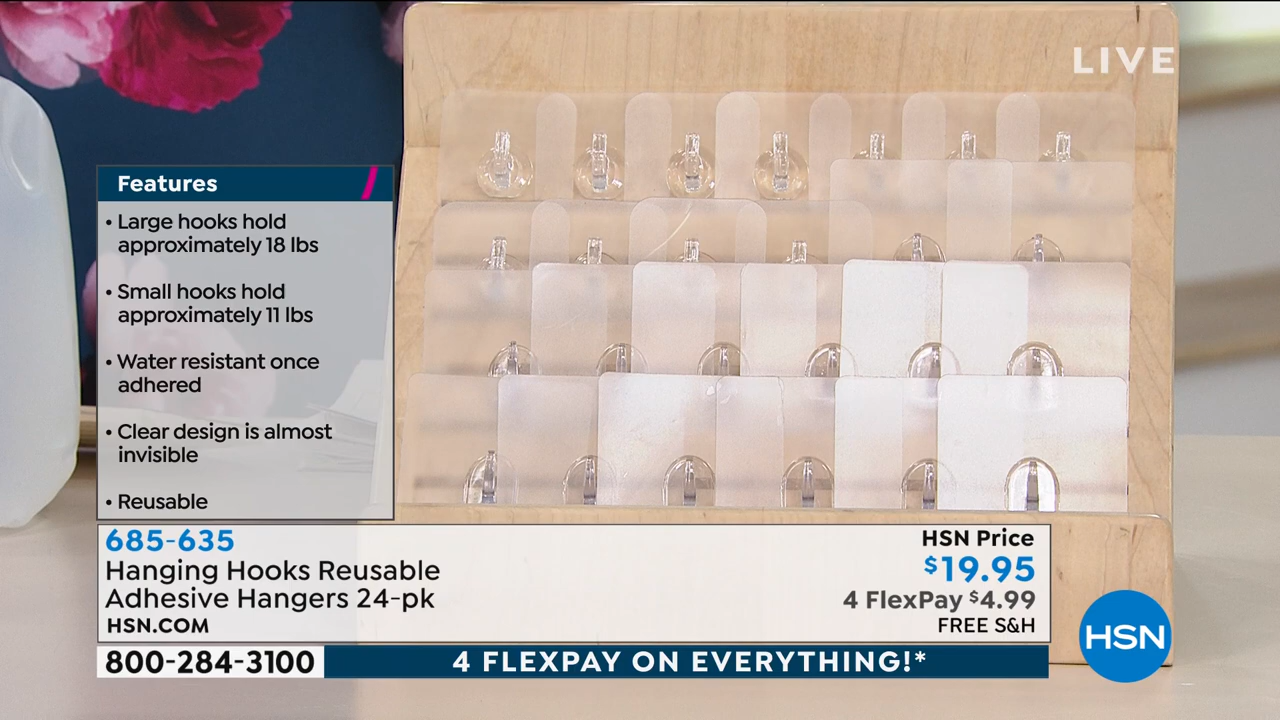 LIVE
Features
• Large hooks hold
approximately 18 lbs
• Small hooks hold
approximately 11 lbs
• Water resistant once
adhered
• Clear design is almost
invisible
• Reusable
685-635
Hanging Hooks Reusable
Adhesive Hangers 24-pk
HSN.COM
HSN Price
$19.95
4 FlexPay $4.99
FREE S&H
HSN
800-284-3100
4 FLEXPAY ON EVERYTHING!*